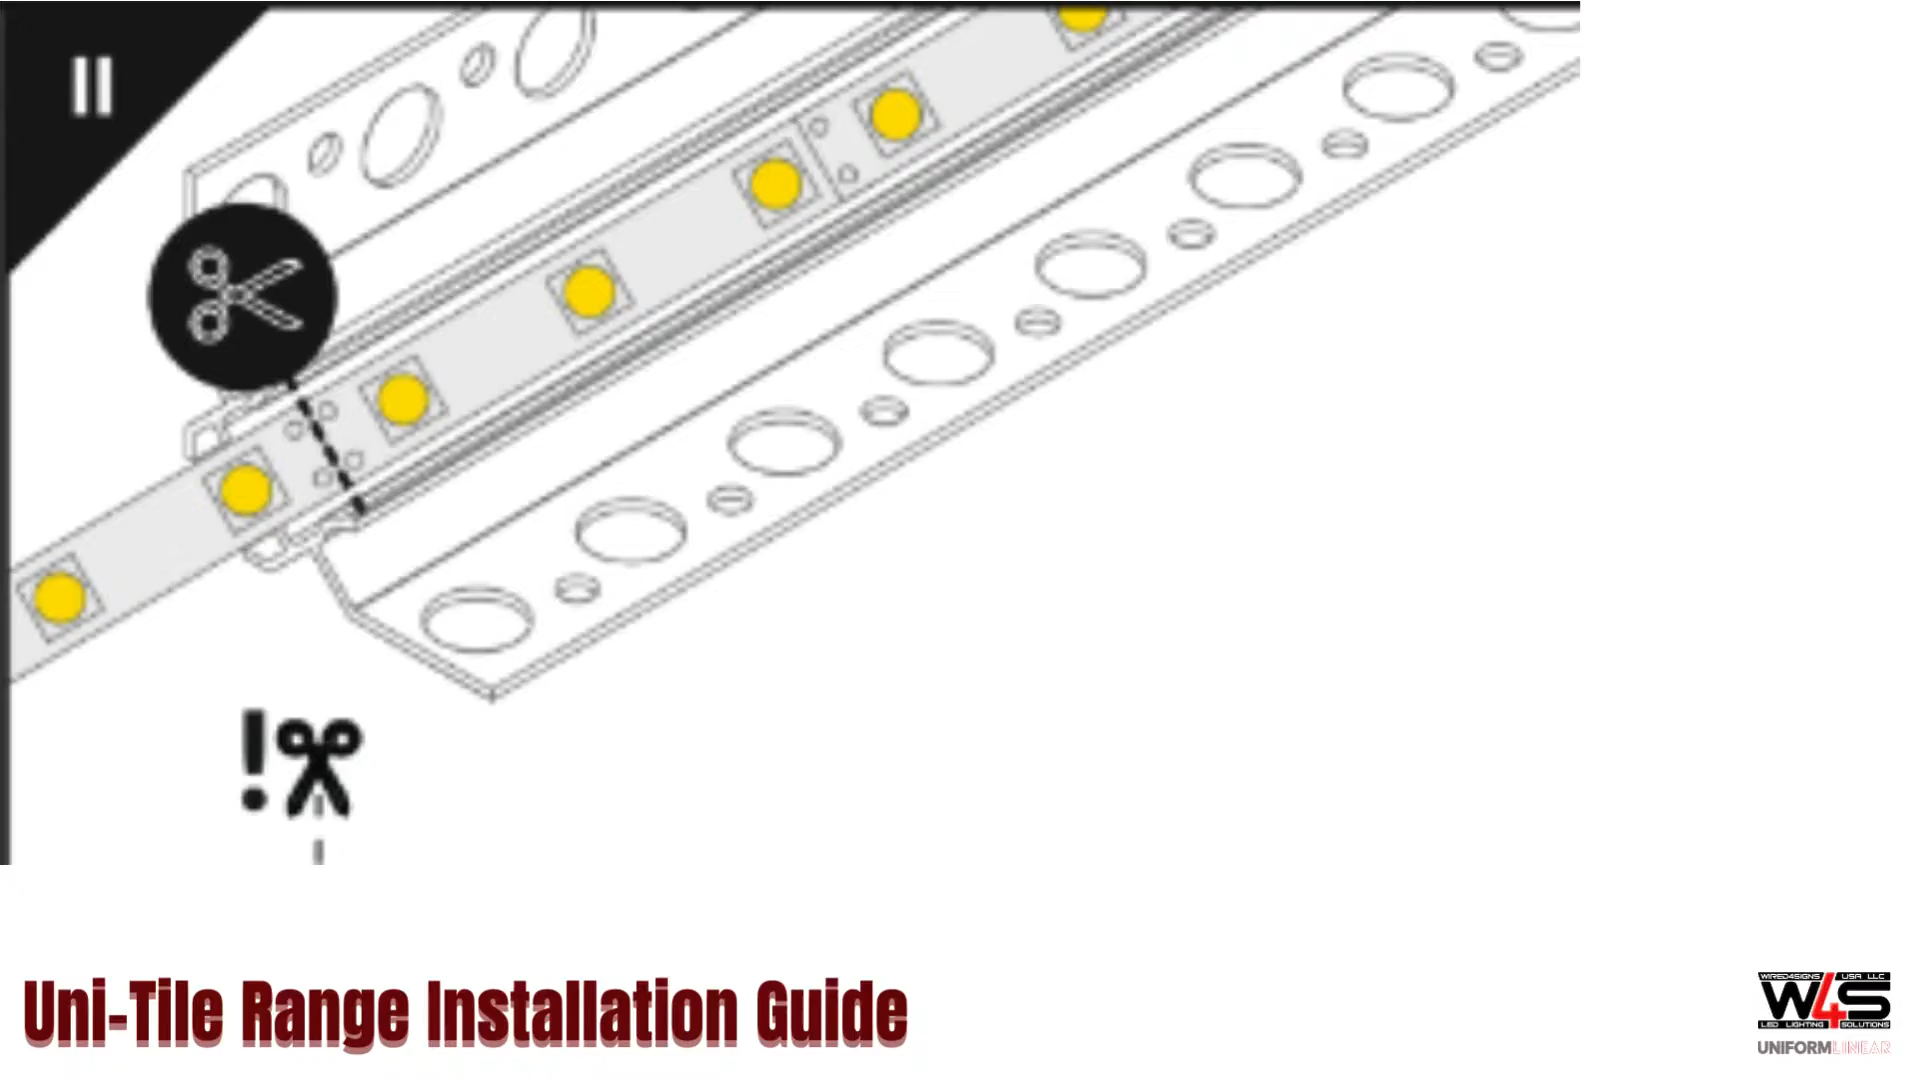 II
!
Uni-Tile Range Installation Guide
WIRED4SIGNS USA LLC
W4S
LED LIGHTING SOLUTIONS
UNIFORMLINEAR